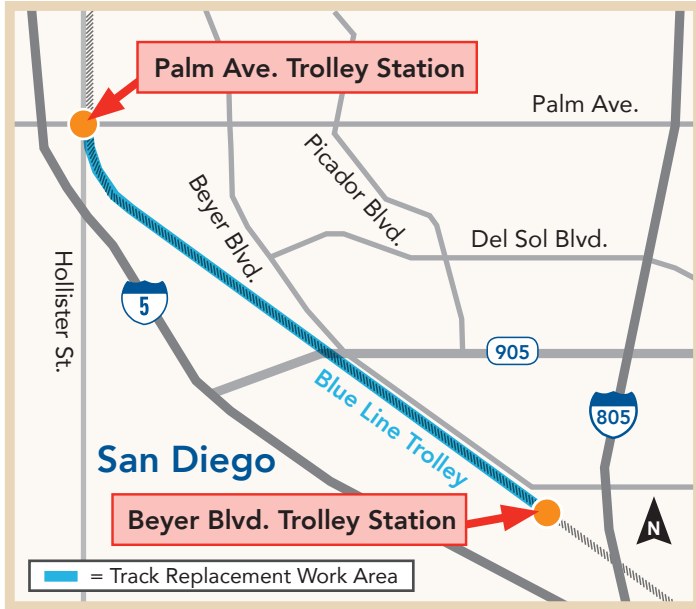 Palm Ave. Trolley Station
Palm Ave.
Picador Blvd.
Beyer Blvd.
Del Sol Blvd.
Hollister St.
5
905
Blue Line Trolley
805
San Diego
Beyer Blvd. Trolley Station
N
= Track Replacement Work Area